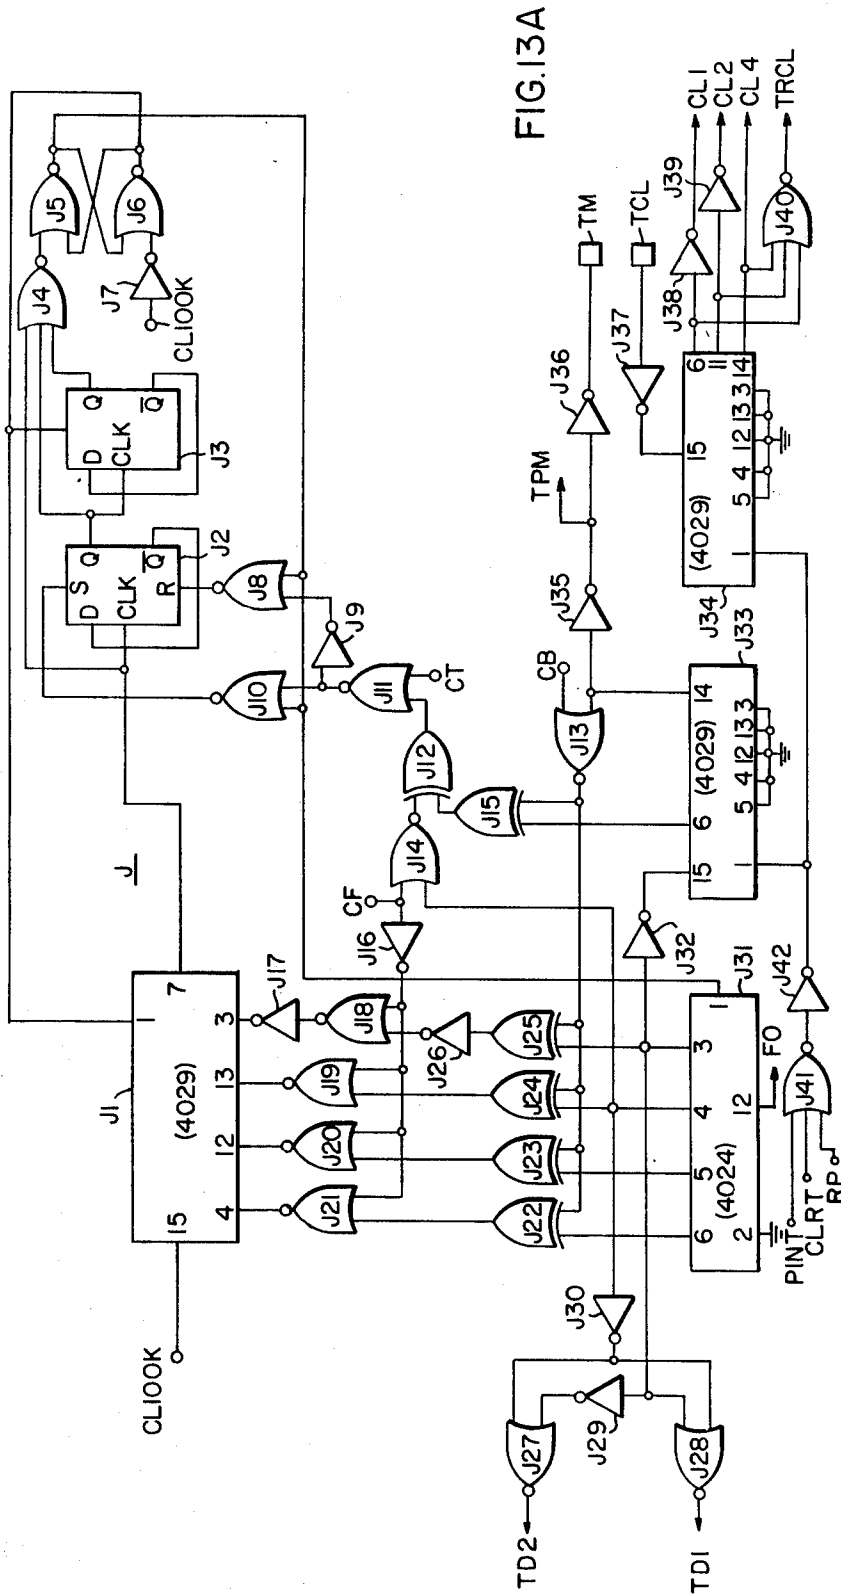 FIG.13A
J
J1
(4029)
15
1
7
4
12
13
3
CL100K
J2
S
D
CLK
R
Q
Q
J3
D
CLK
Q
Q
J4
J5
J6
J7
CL100K
J8
J9
J10
J11
CT
J12
J13
CB
J14
J15
CF
J16
J17
J18
J19
J20
J21
J22
J23
J24
J25
J26
J27
J28
J29
J30
TD2
TD1
J31
(4024)
1
6
5
4
3
2
12
FO
J32
J33
(4029)
15
6
14
1
5
4
12
13
3
J34
(4029)
15
6
11
14
1
5
4
12
13
3
J35
TPM
J36
TM
J37
TCL
J38
J39
J40
CL1
CL2
CL4
TRCL
J41
J42
PINT
CLRT
RP